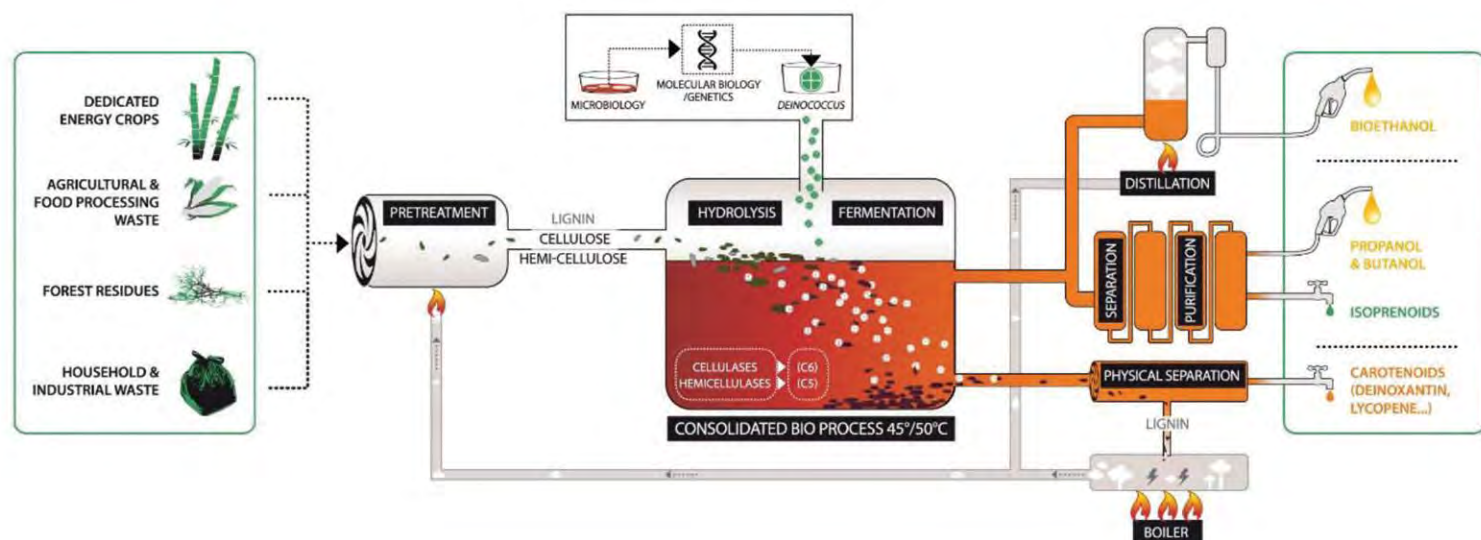 DEDICATED
ENERGY CROPS
AGRICULTURAL &
FOOD PROCESSING
WASTE
FOREST RESIDUES
HOUSEHOLD &
INDUSTRIAL WASTE
PRETREATMENT
LIGNIN
CELLULOSE
HEMI-CELLULOSE
MICROBIOLOGY
MOLECULAR BIOLOGY
/GENETICS
DEINOCOCCUS
HYDROLYSIS
FERMENTATION
CELLULASES (C6)
HEMICELLULASES (C5)
CONSOLIDATED BIO PROCESS 45°/50°C
DISTILLATION
SEPARATION
PURIFICATION
PHYSICAL SEPARATION
LIGNIN
BOILER
BIOETHANOL
PROPANOL
& BUTANOL
ISOPRENOIDS
CAROTENOIDS
(DEINOXANTIN,
LYCOPENE...)